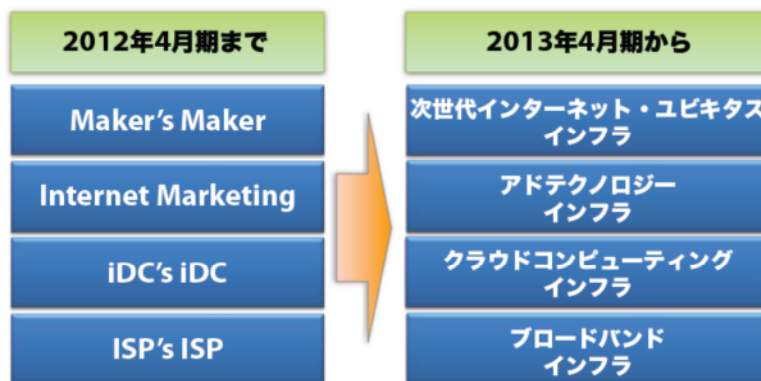 2012年4月期まで
Maker's Maker
Internet Marketing
iDC's iDC
ISP's ISP
2013年4月期から
次世代インターネット・ユビキタス
インフラ
アドテクノロジー
インフラ
クラウドコンピューティング
インフラ
ブロードバンド
インフラ